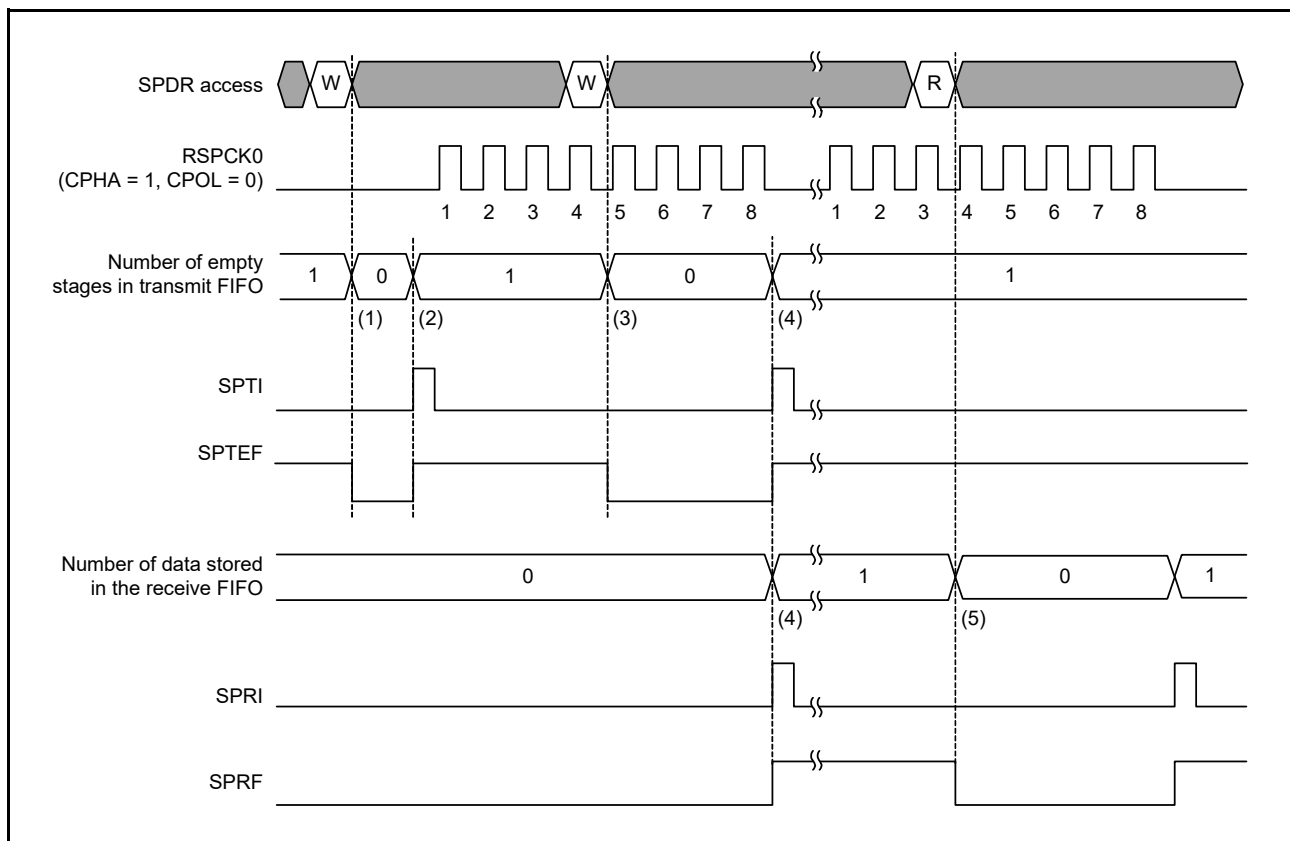 SPDR access
W
W
R
RSPCK0
(CPHA = 1, CPOL = 0)
1 2 3 4 5 6 7 8 1 2 3 4 5 6 7 8
Number of empty
stages in transmit FIFO
1 0 1 0 1
(1) (2) (3) (4)
SPTI
SPTEF
Number of data stored
in the receive FIFO
0 1 0 1
(4) (5)
SPRI
SPRF